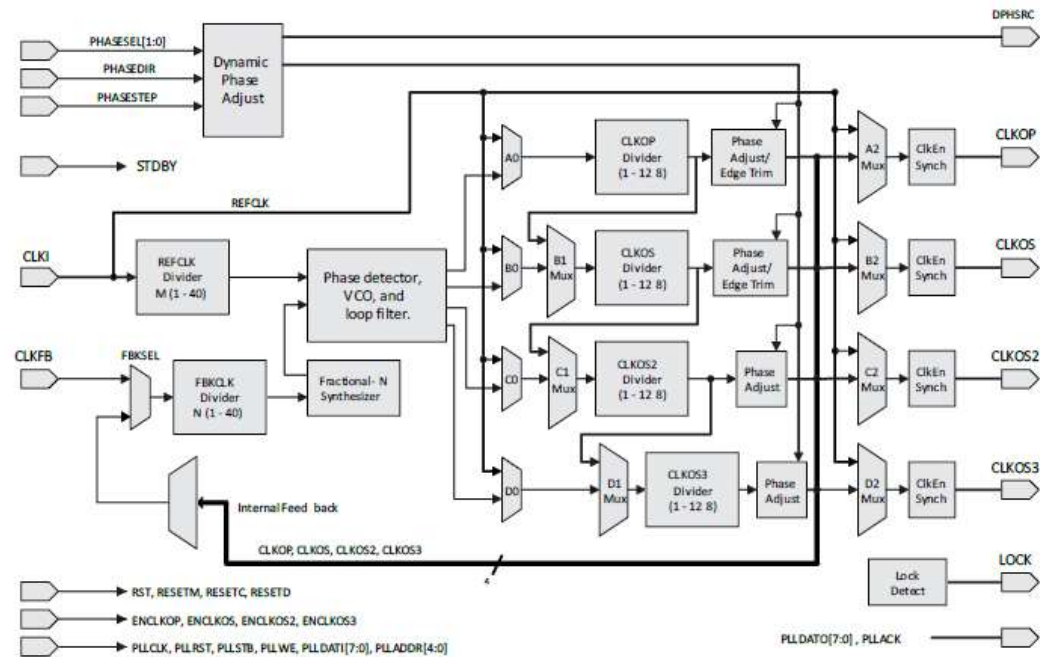 DPHSRC
PHASESEL[1:0]
PHASEDIR
PHASESTEP
Dynamic
Phase
Adjust
STDBY
REFCLK
CLKI
REFCLK
Divider
M (1 - 40)
Phase detector,
VCO, and
loop filter.
CLKFB
FBKSEL
FBKCLK
Divider
N (1 - 40)
Fractional- N
Synthesizer
Internal Feed back
CLKOP, CLKOS, CLKOS2, CLKOS3
4
A0
CLKOP
Divider
(1 - 12 8)
Phase
Adjust/
Edge Trim
A2
Mux
ClkEn
Synch
CLKOP
B0
B1
Mux
CLKOS
Divider
(1 - 12 8)
Phase
Adjust/
Edge Trim
B2
Mux
ClkEn
Synch
CLKOS
C0
C1
Mux
CLKOS2
Divider
(1 - 12 8)
Phase
Adjust
C2
Mux
ClkEn
Synch
CLKOS2
D0
D1
Mux
CLKOS3
Divider
(1 - 12 8)
Phase
Adjust
D2
Mux
ClkEn
Synch
CLKOS3
Lock
Detect
LOCK
RST, RESETM, RESETC, RESETD
ENCLKOP, ENCLKOS, ENCLKOS2, ENCLKOS3
PLLCLK, PLLRST, PLLSTB, PLLWE, PLLDATI[7:0], PLLADDR[4:0]
PLLDATO[7:0] , PLLACK